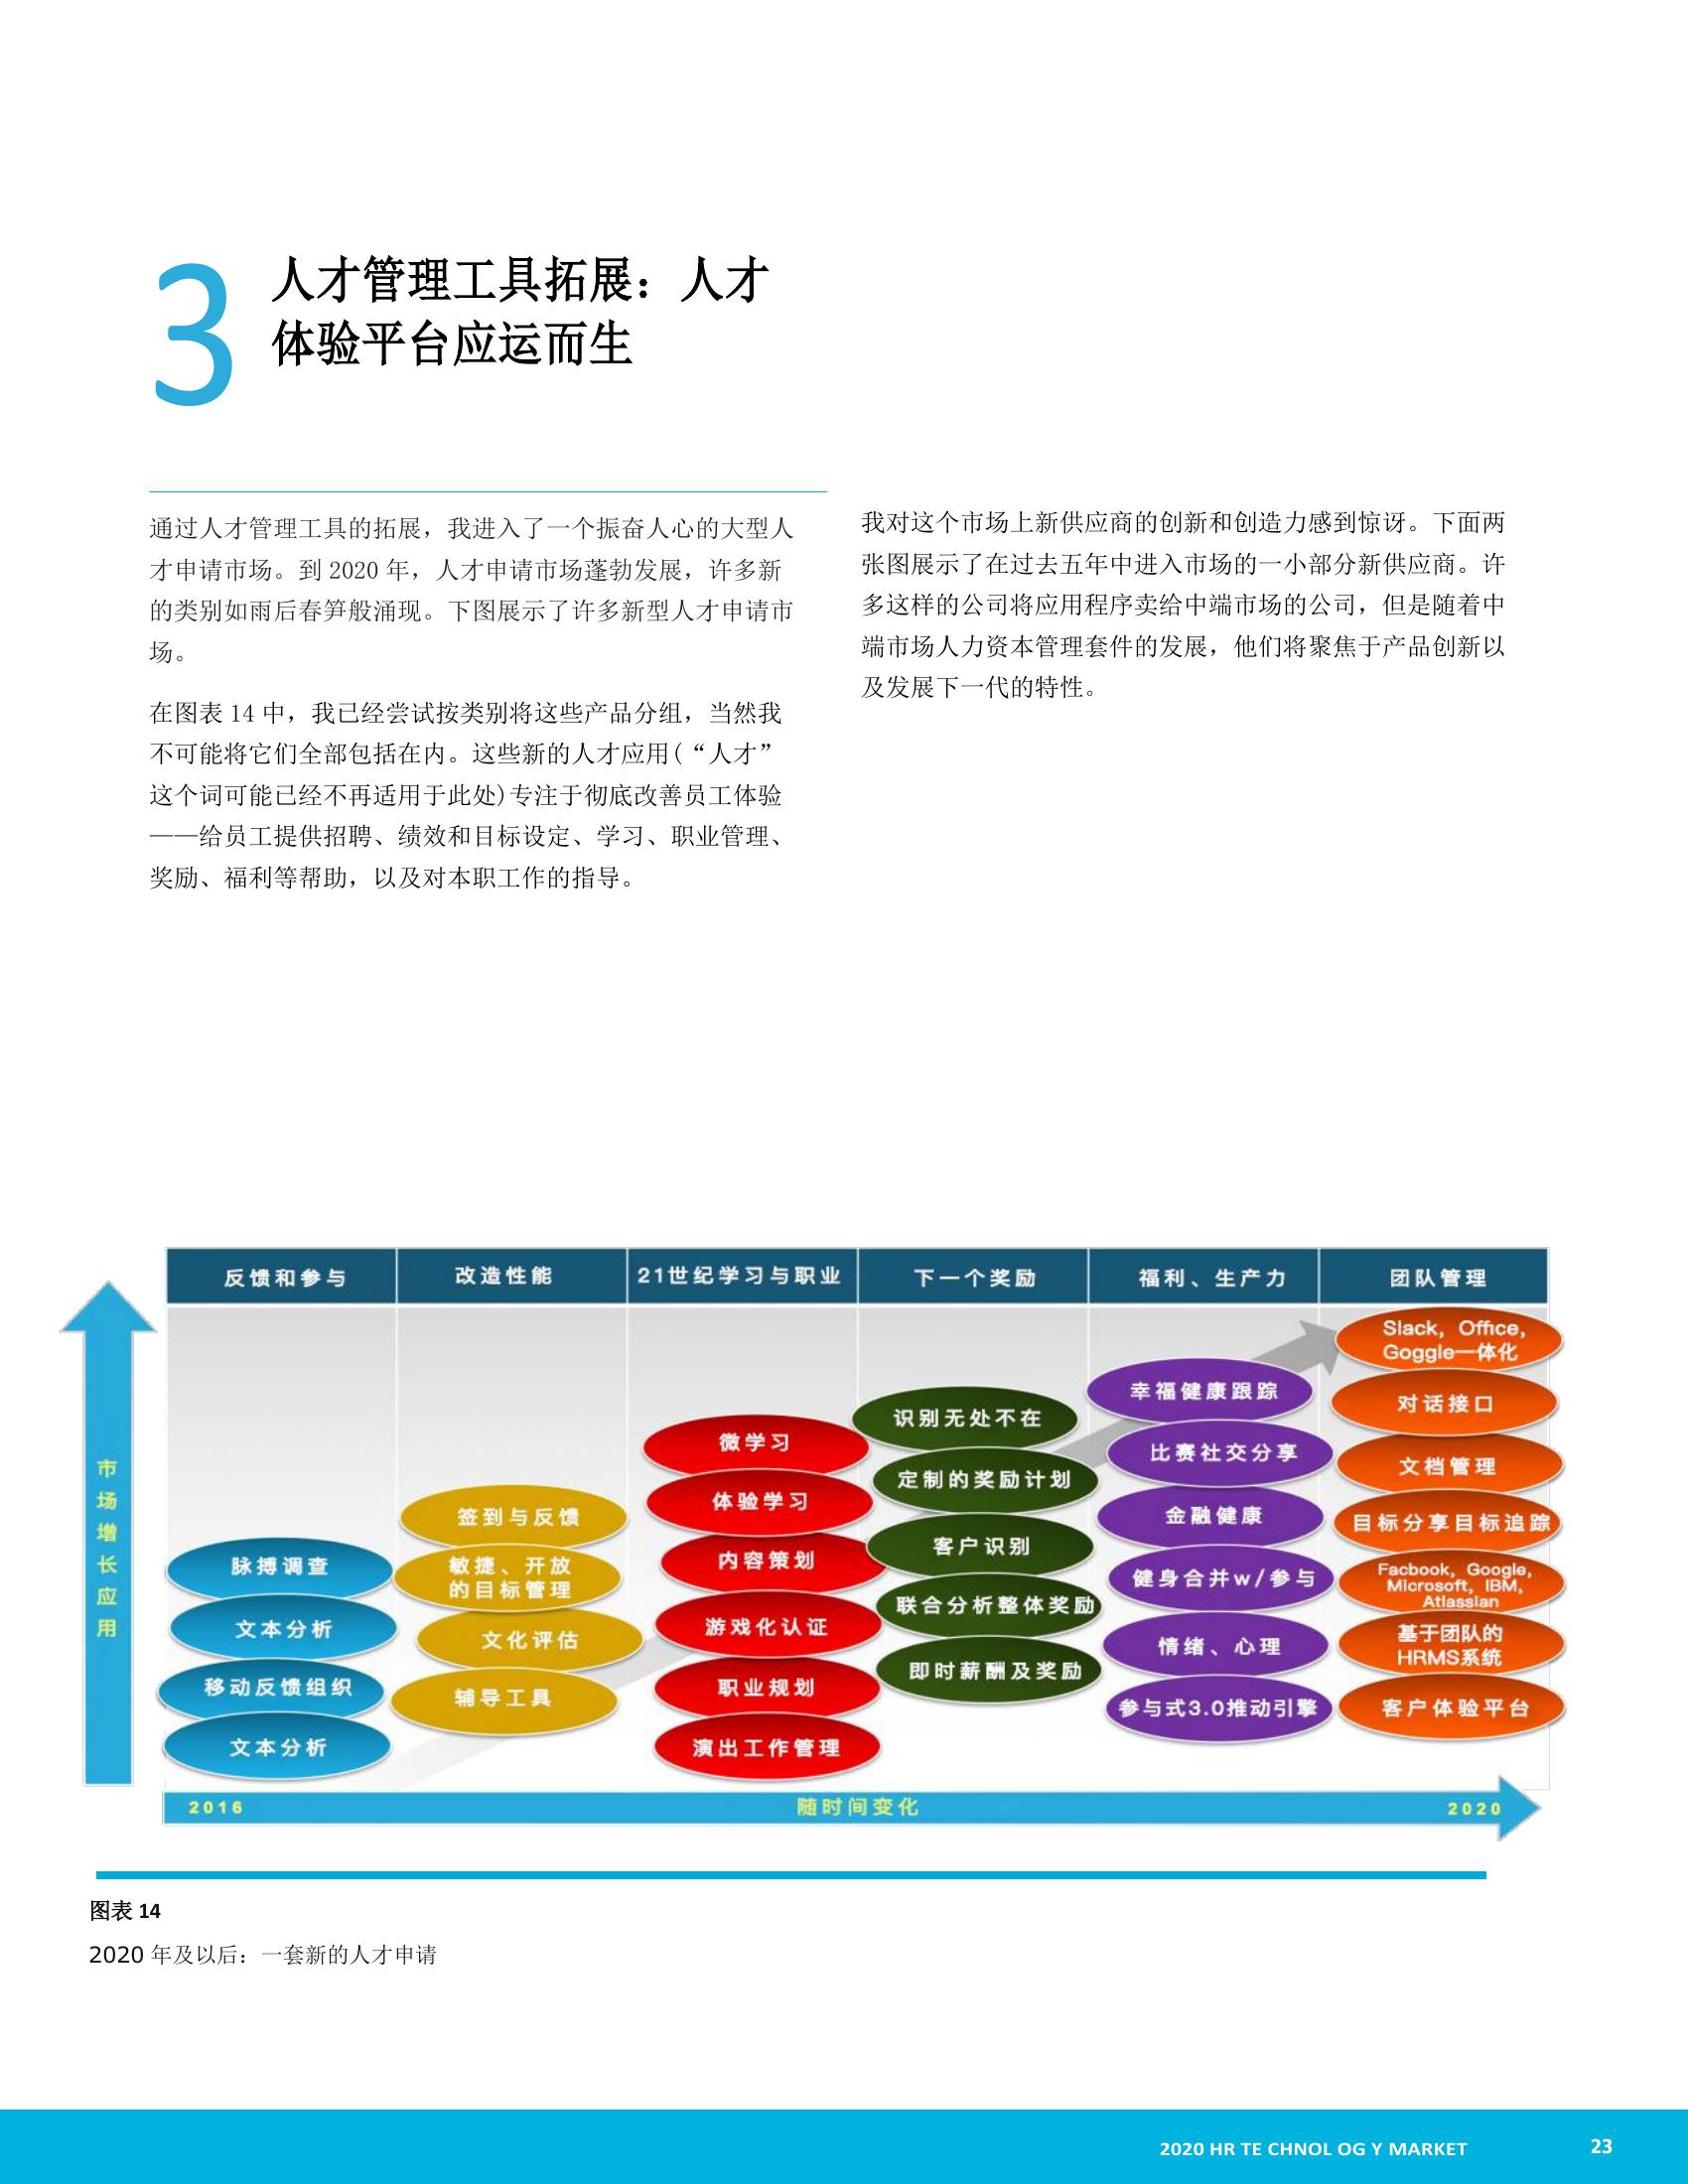 3
人才管理工具拓展：人才
体验平台应运而生
通过人才管理工具的拓展，我进入了一个振奋人心的大型人
才申请市场。到 2020 年，人才申请市场蓬勃发展，许多新
的类别如雨后春笋般涌现。下图展示了许多新型人才申请市
场。
在图表 14 中，我已经尝试按类别将这些产品分组，当然我
不可能将它们全部包括在内。这些新的人才应用(“人才”
这个词可能已经不再适用于此处)专注于彻底改善员工体验
——给员工提供招聘、绩效和目标设定、学习、职业管理、
奖励、福利等帮助，以及对本职工作的指导。
我对这个市场上新供应商的创新和创造力感到惊讶。下面两
张图展示了在过去五年中进入市场的一小部分新供应商。许
多这样的公司将应用程序卖给中端市场的公司，但是随着中
端市场人力资本管理套件的发展，他们将聚焦于产品创新以
及发展下一代的特性。
市场增长应用
反馈和参与
脉搏调查
文本分析
移动反馈组织
文本分析
改造性能
签到与反馈
敏捷、开放
的目标管理
文化评估
辅导工具
21世纪学习与职业
微学习
体验学习
内容策划
游戏化认证
职业规划
演出工作管理
下一个奖励
识别无处不在
定制的奖励计划
客户识别
联合分析整体奖励
即时薪酬及奖励
福利、生产力
幸福健康跟踪
比赛社交分享
金融健康
健身合并w/参与
情绪、心理
参与式3.0推动引擎
团队管理
Slack, Office,
Goggle一体化
对话接口
文档管理
目标分享目标追踪
Facbook, Google,
Microsoft, IBM,
Atlassian
基于团队的
HRMS系统
客户体验平台
2016
随时间变化
2020
图表 14
2020 年及以后：一套新的人才申请
2020 HR TE CHNOL OG Y MARKET
23